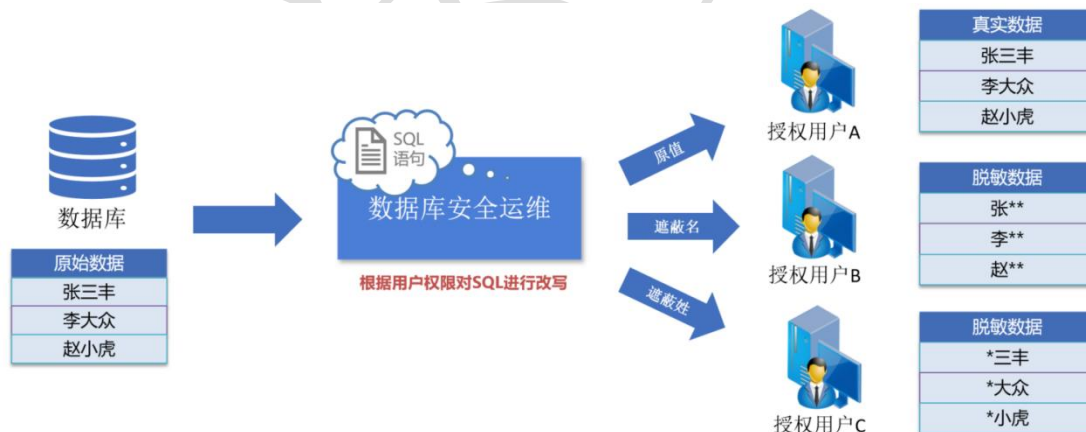 数据库
原始数据
张三丰
李大众
赵小虎
SQL
语句
数据库安全运维
根据用户权限对SQL进行改写
原值
遮蔽名
遮蔽姓
授权用户A
真实数据
张三丰
李大众
赵小虎
授权用户B
脱敏数据
张**
李**
赵**
授权用户C
脱敏数据
*三丰
*大众
*小虎